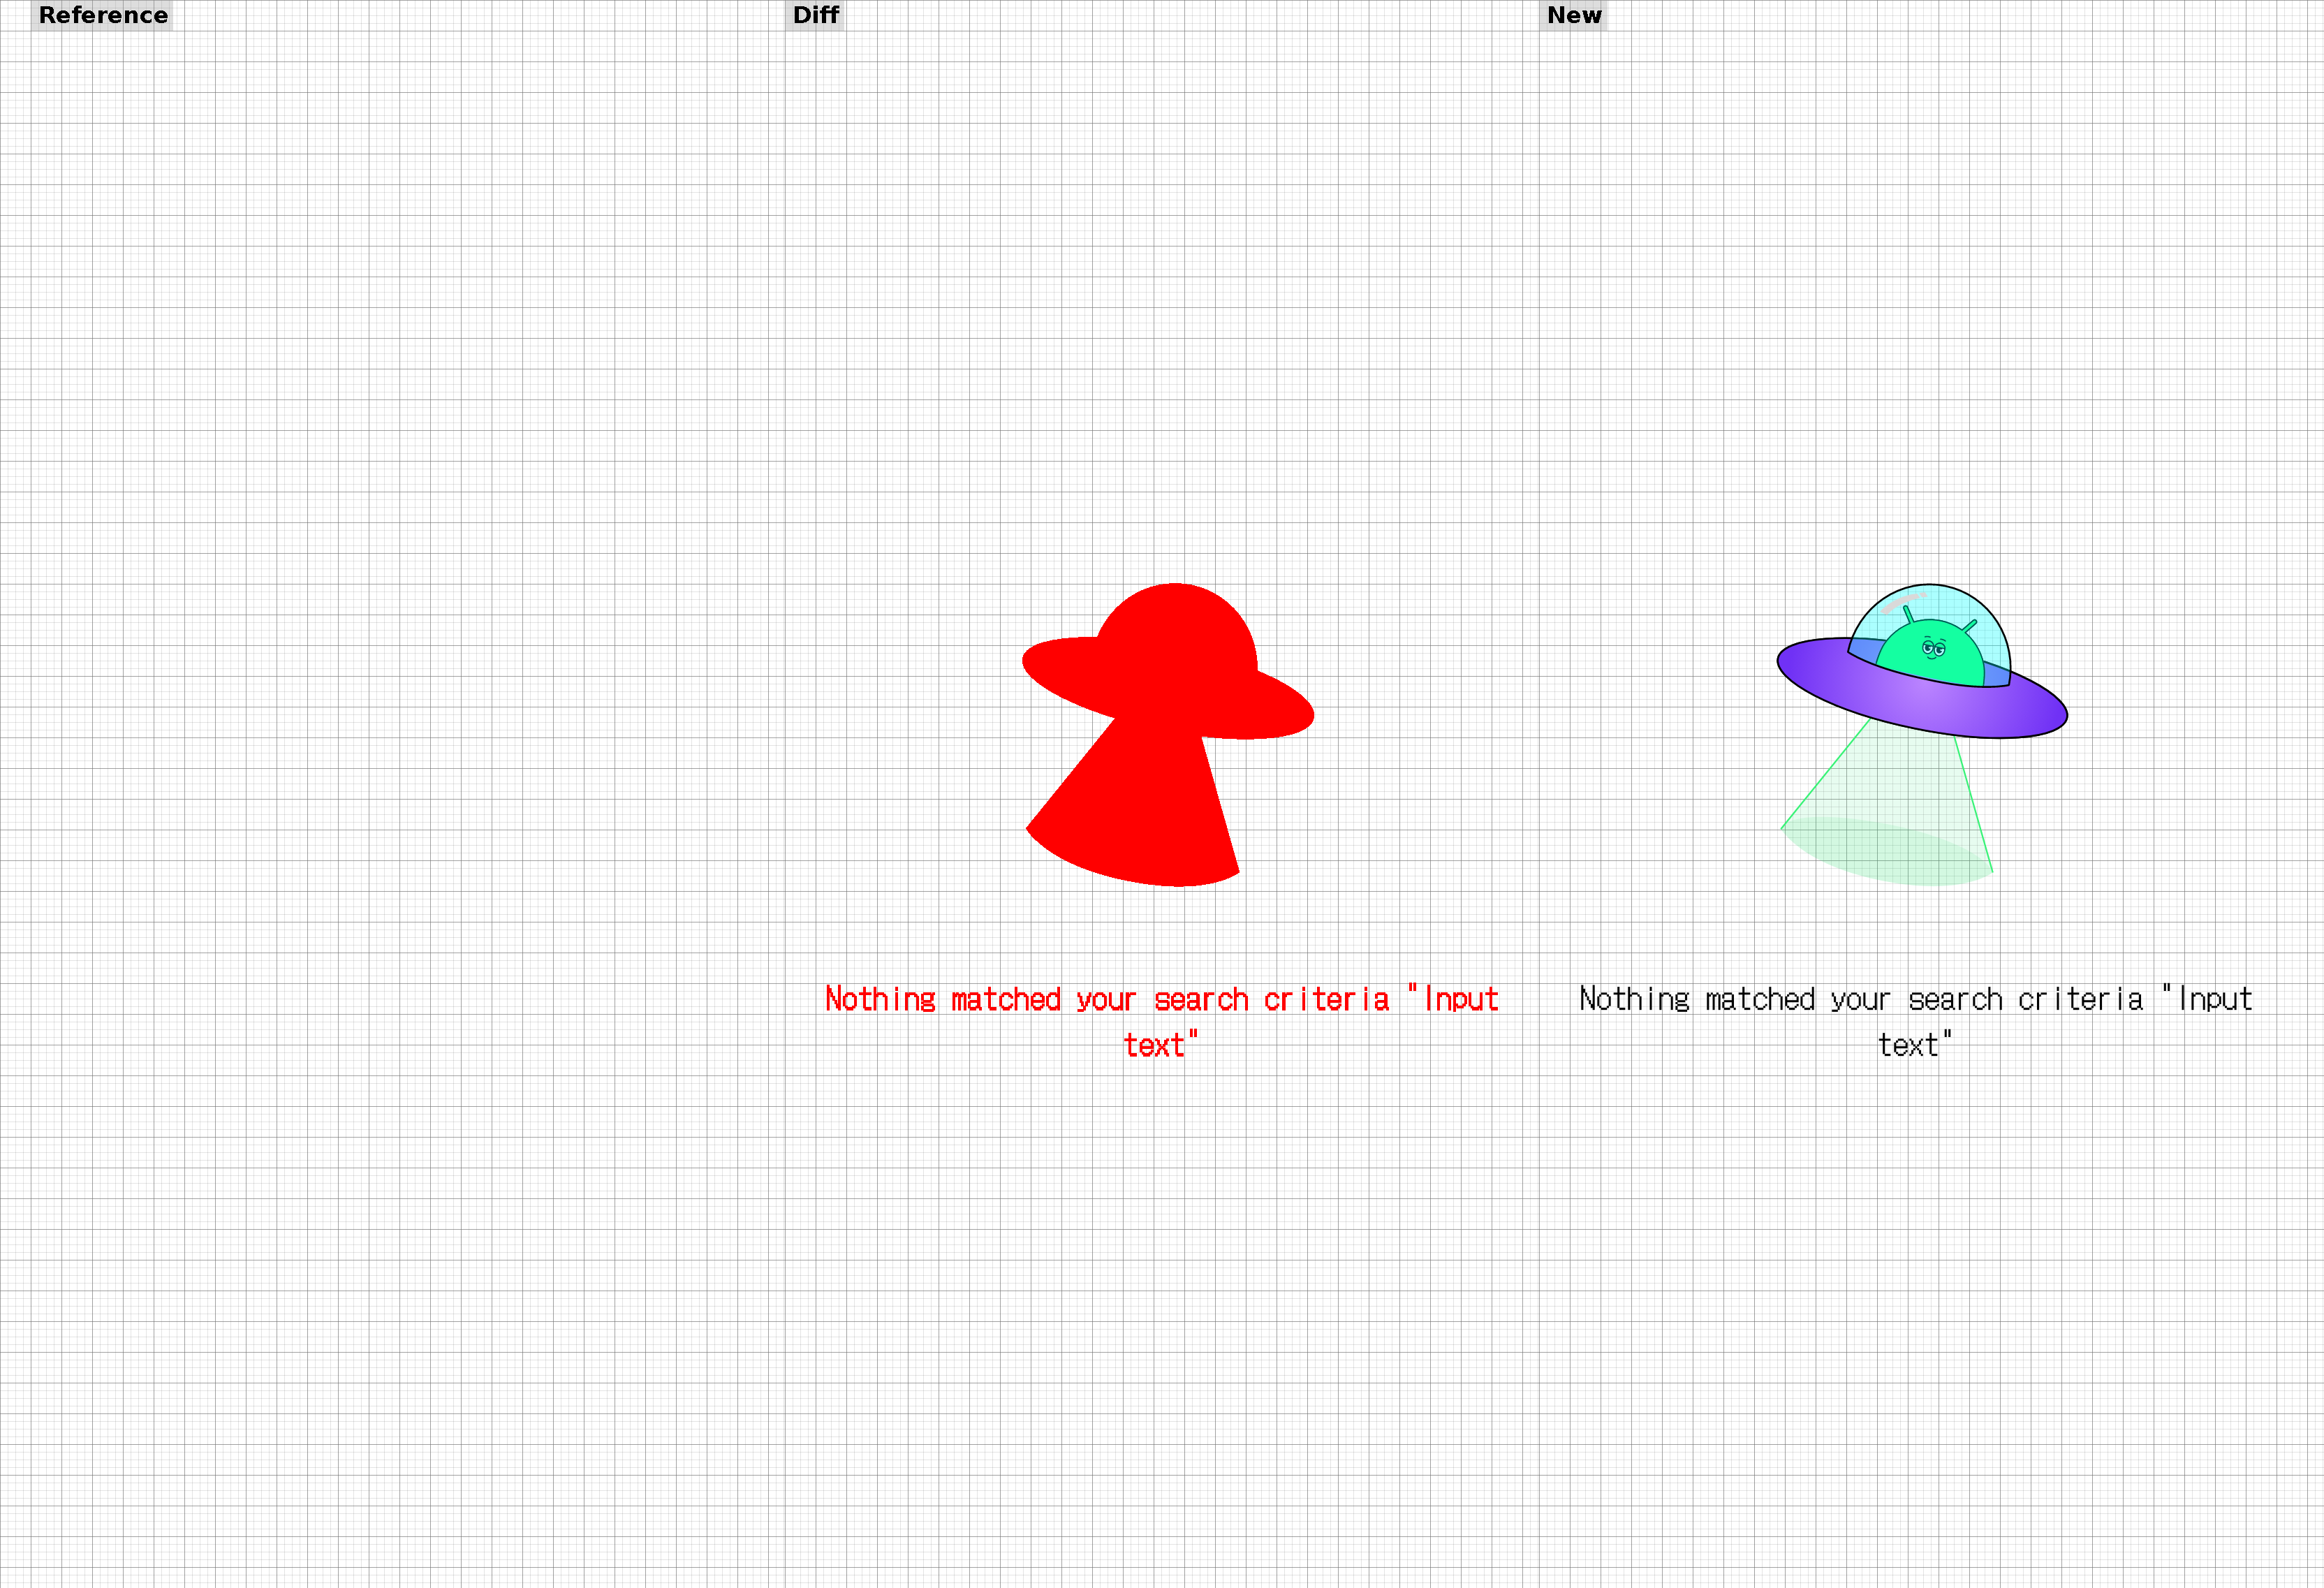 Reference
Diff
New
Nothing matched your search criteria "Input
text"
Nothing matched your search criteria "Input
text"